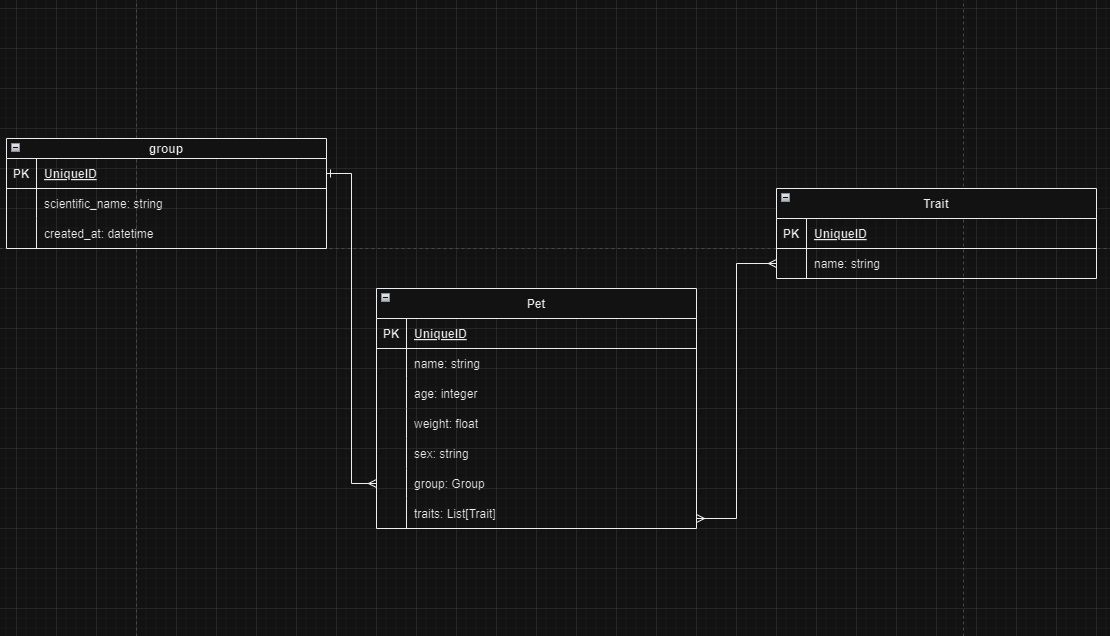 group
PK UniqueID
scientific_name: string
created_at: datetime
Trait
PK UniqueID
name: string
Pet
PK UniqueID
name: string
age: integer
weight: float
sex: string
group: Group
traits: List[Trait]